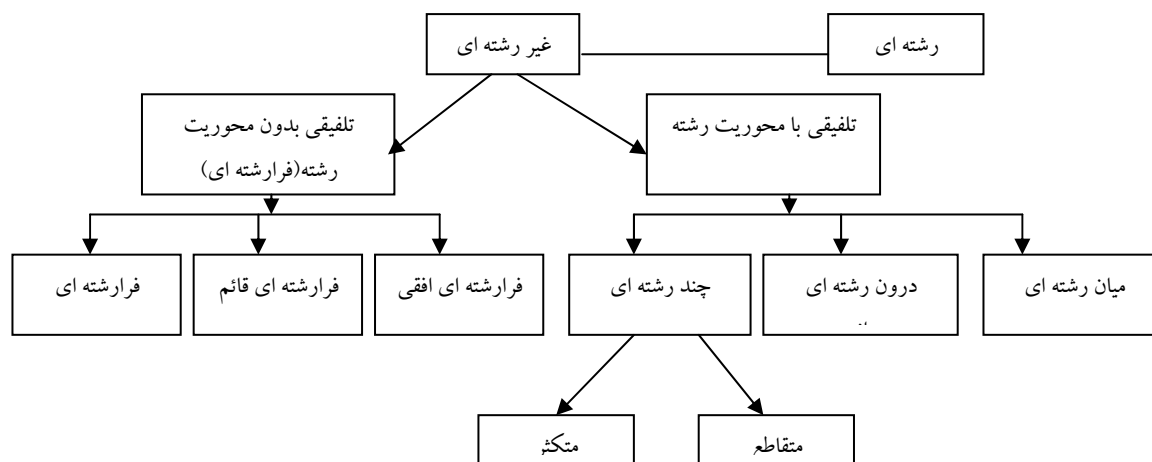 رشته ای
غیر رشته ای
تلفیقی با محوریت رشته
تلفیقی بدون محوریت
رشته(فرارشته ای)
میان رشته ای
درون رشته ای
چند رشته ای
فرارشته ای افقی
فرارشته ای قائم
فرارشته ای
متقاطع
متکثر